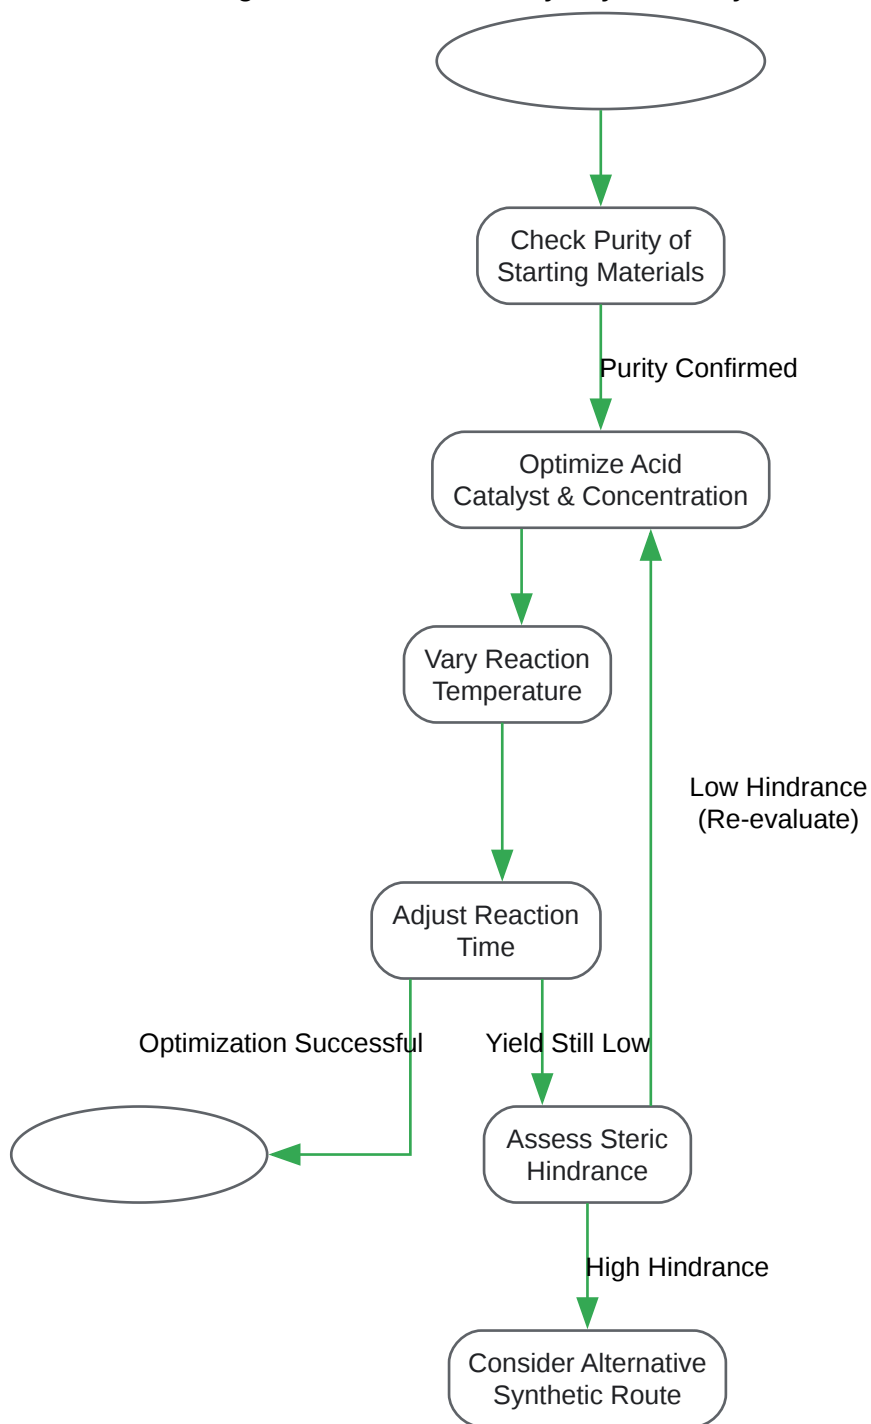 Check Purity of
Starting Materials
Purity Confirmed
Optimize Acid
Catalyst & Concentration
Vary Reaction
Temperature
Low Hindrance
(Re-evaluate)
Adjust Reaction
Time
Optimization Successful
Yield Still Low
Assess Steric
Hindrance
High Hindrance
Consider Alternative
Synthetic Route